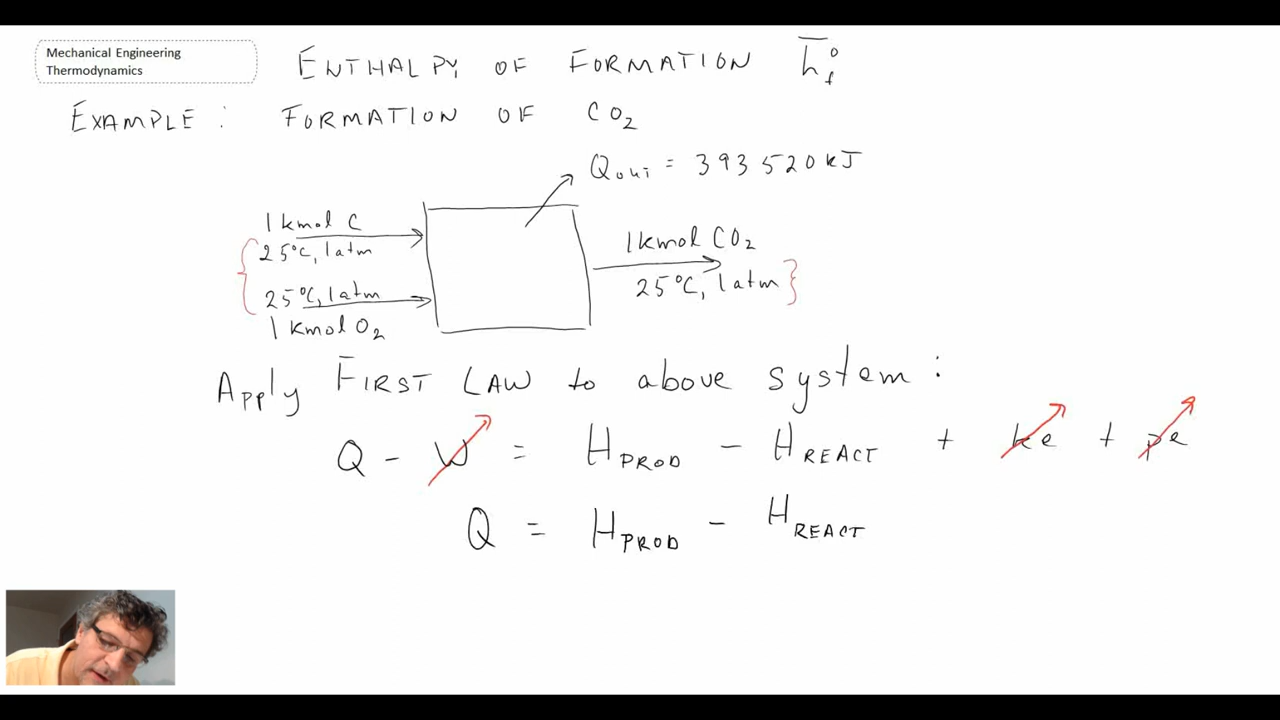 Mechanical Engineering
Thermodynamics
ENTHALPY OF FORMATION h̄f°
EXAMPLE: FORMATION OF CO2
Qout = 393 520 kJ
1 kmol C
25°C, 1 atm
25°C, 1 atm
1 kmol O2
1 kmol CO2
25°C, 1 atm
Apply FIRST LAW to above system:
Q - W = HPROD - HREACT + ke + pe
Q = HPROD - HREACT